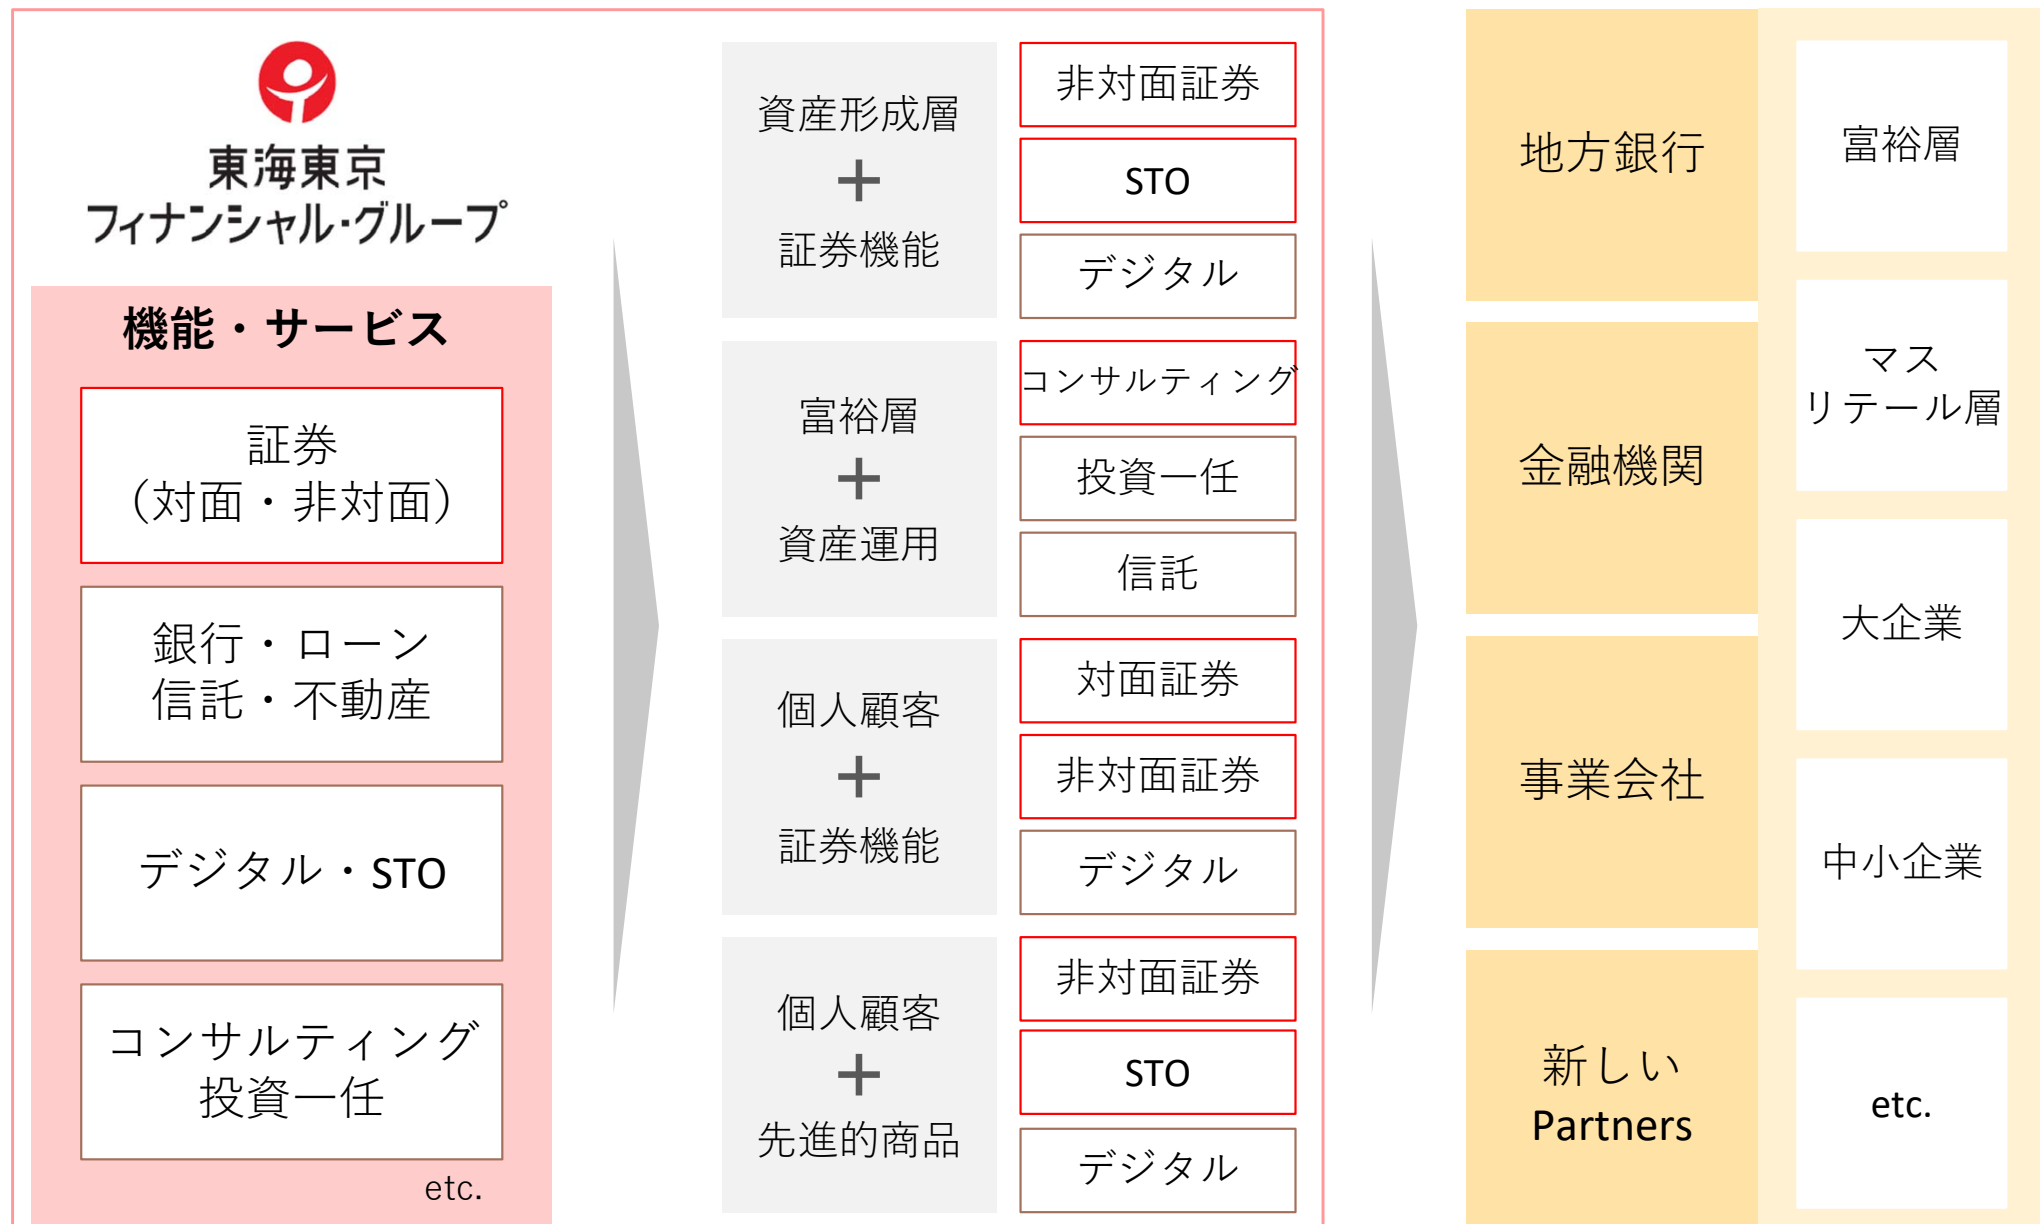 東海東京
フィナンシャル・グループ
機能・サービス
証券
（対面・非対面）
銀行・ローン
信託・不動産
デジタル・STO
コンサルティング
投資一任
etc.
資産形成層
＋
証券機能
非対面証券
STO
デジタル
富裕層
＋
資産運用
コンサルティング
投資一任
信託
個人顧客
＋
証券機能
対面証券
非対面証券
デジタル
個人顧客
＋
先進的商品
非対面証券
STO
デジタル
地方銀行
金融機関
事業会社
新しい
Partners
富裕層
マス
リテール層
大企業
中小企業
etc.